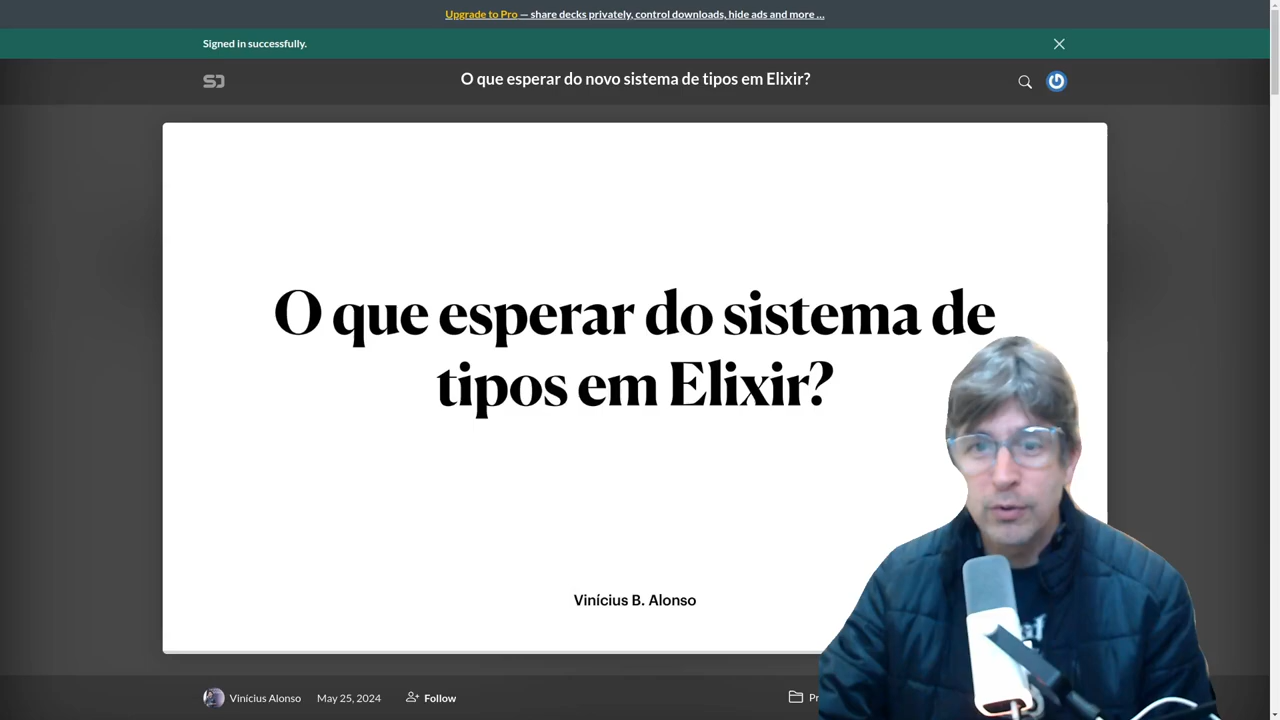 Upgrade to Pro — share decks privately, control downloads, hide ads and more …
Signed in successfully.
O que esperar do novo sistema de tipos em Elixir?
O que esperar do sistema de
tipos em Elixir?
Vinícius B. Alonso
Vinícius Alonso May 25, 2024 Follow